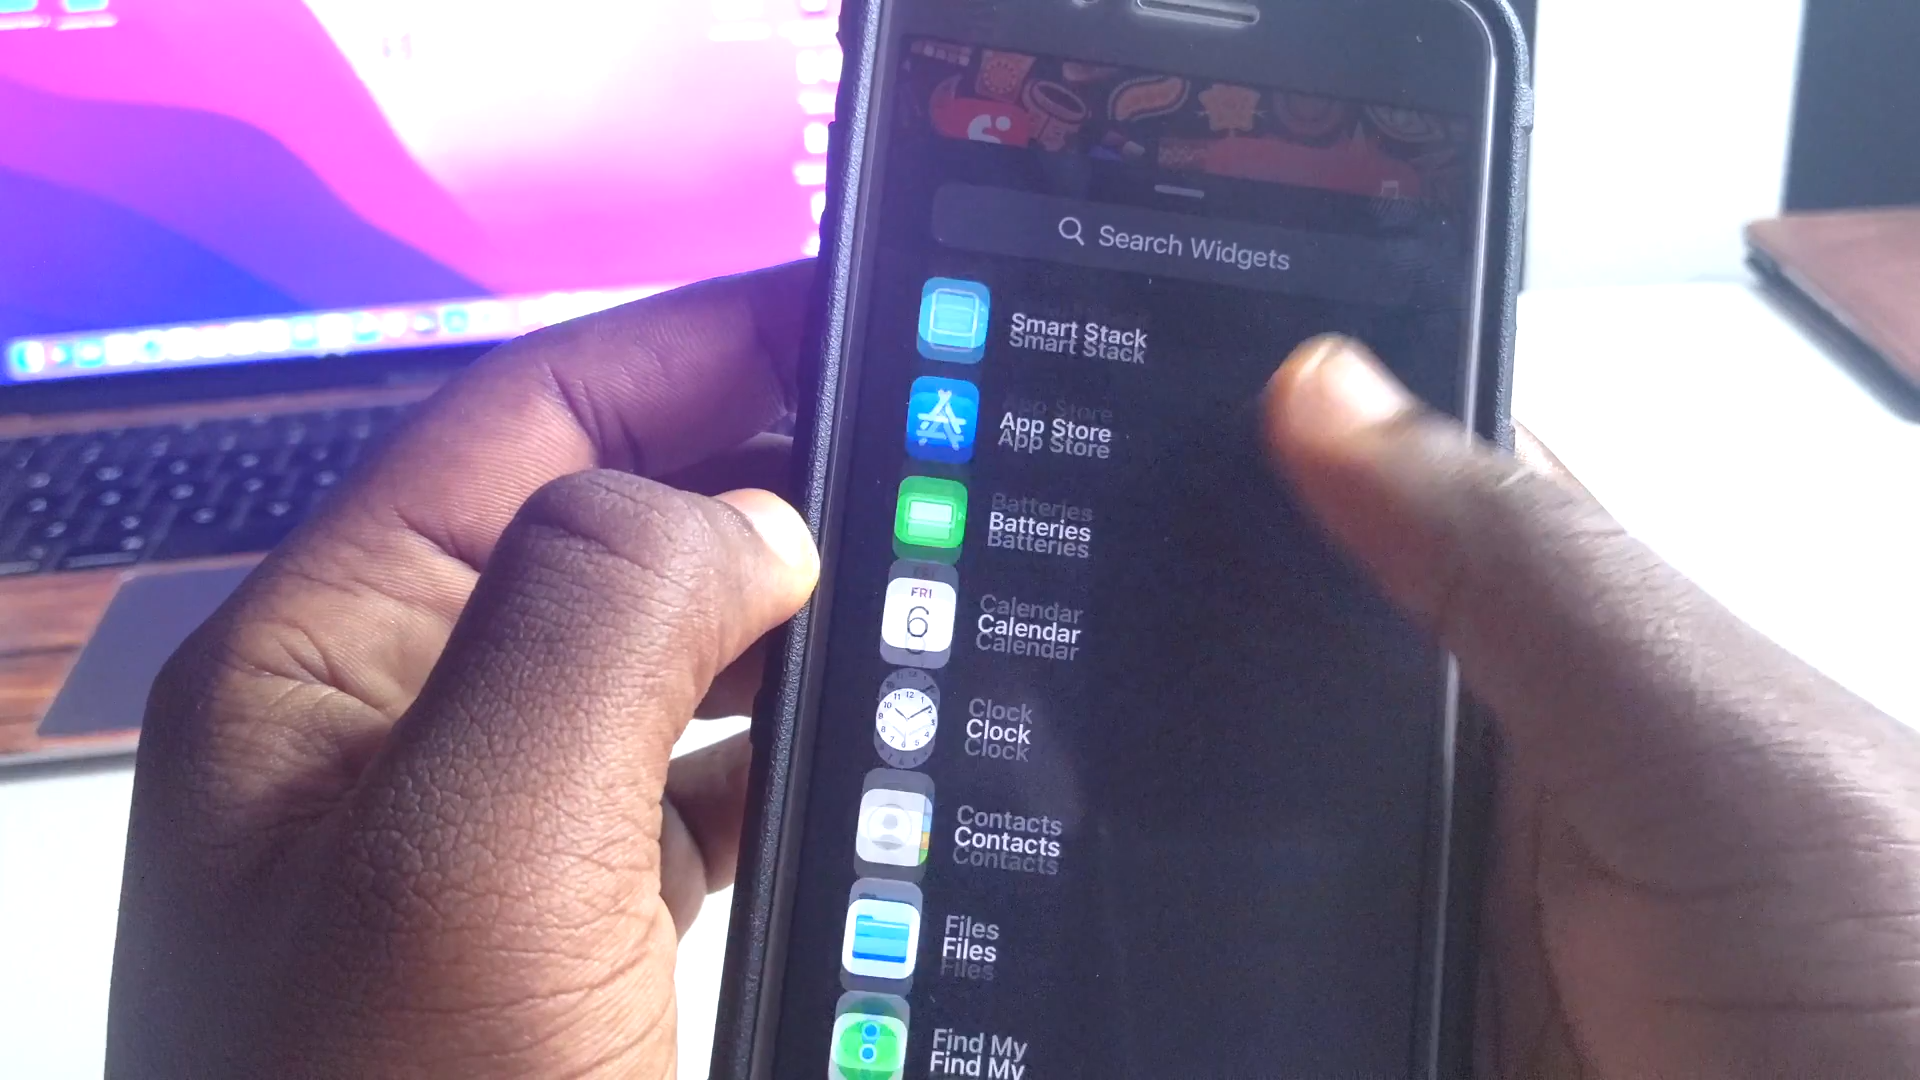 Search Widgets
Smart Stack
App Store
Batteries
FRI
6
Calendar
Clock
Contacts
Files
Find My